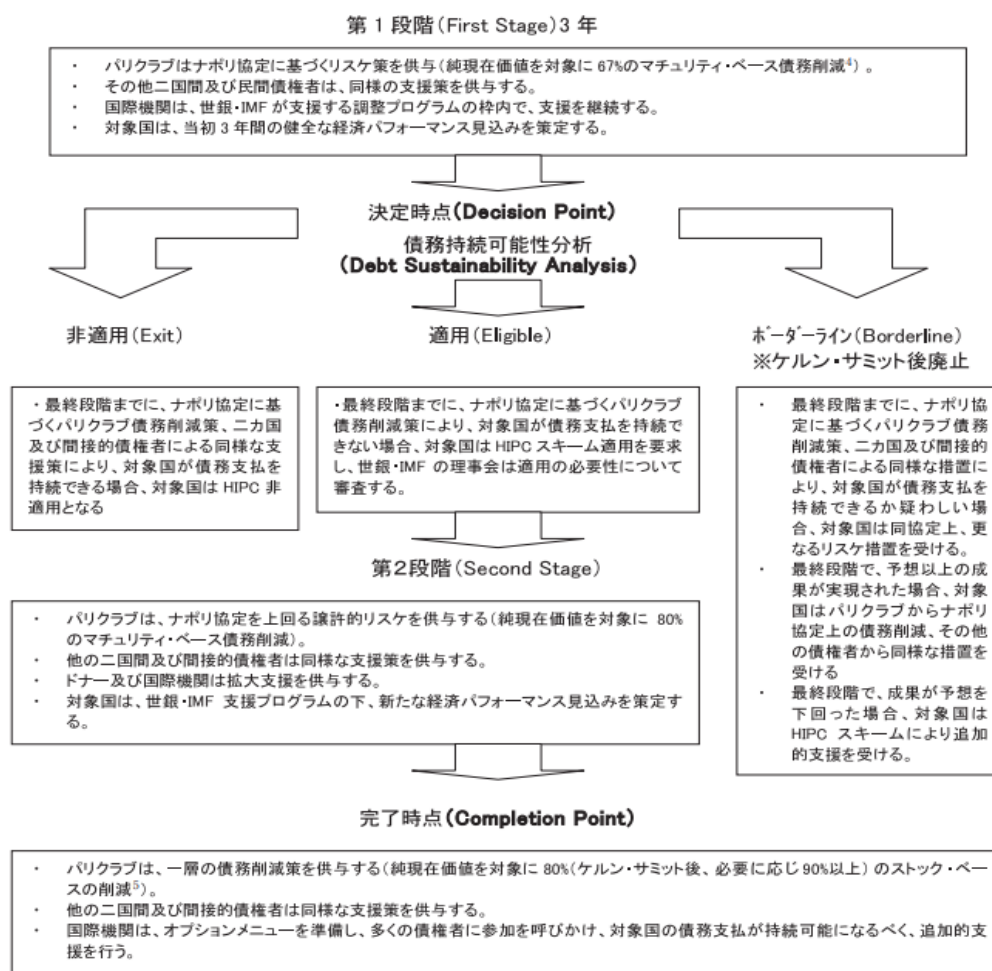 第1段階(First Stage)3年
・ パリクラブはナポリ協定に基づくリスケ策を供与(純現在価値を対象に67%のマチュリティ・ベース債務削減4)。
・ その他二国間及び民間債権者は、同様の支援策を供与する。
・ 国際機関は、世銀・IMFが支援する調整プログラムの枠内で、支援を継続する。
・ 対象国は、当初3年間の健全な経済パフォーマンス見込みを策定する。
決定時点(Decision Point)
債務持続可能性分析
(Debt Sustainability Analysis)
非適用(Exit)
適用(Eligible)
ボーダーライン(Borderline)
※ケルン・サミット後廃止
・最終段階までに、ナポリ協定に基
づくパリクラブ債務削減策、二カ国
及び間接的債権者による同様な支
援策により、対象国が債務支払を
持続できる場合、対象国はHIPC非
適用となる
・最終段階までに、ナポリ協定に基づくパリクラブ
債務削減策により、対象国が債務支払を持続で
きない場合、対象国はHIPCスキーム適用を要求
し、世銀・IMFの理事会は適用の必要性について
審査する。
・ 最終段階までに、ナポリ協
定に基づくパリクラブ債務
削減策、二カ国及び間接的
債権者による同様な措置に
より、対象国が債務支払を
持続できるか疑わしい場
合、対象国は同協定上、更
なるリスケ措置を受ける。
・ 最終段階で、予想以上の成
果が実現された場合、対象
国はパリクラブからナポリ
協定上の債務削減、その他
の債権者から同様な措置を
受ける
・ 最終段階で、成果が予想を
下回った場合、対象国は
HIPCスキームにより追加
的支援を受ける。
第2段階(Second Stage)
・ パリクラブは、ナポリ協定を上回る譲許的リスケを供与する(純現在価値を対象に80%
のマチュリティ・ベース債務削減)。
・ 他の二国間及び間接的債権者は同様な支援策を供与する。
・ ドナー及び国際機関は拡大支援を供与する。
・ 対象国は、世銀・IMF支援プログラムの下、新たな経済パフォーマンス見込みを策定す
る。
完了時点(Completion Point)
・ パリクラブは、一層の債務削減策を供与する(純現在価値を対象に80%(ケルン・サミット後、必要に応じ90%以上)のストック・ベー
スの削減5)。
・ 他の二国間及び間接的債権者は同様な支援策を供与する。
・ 国際機関は、オプションメニューを準備し、多くの債権者に参加を呼びかけ、対象国の債務支払が持続可能になるべく、追加的支
援を行う。